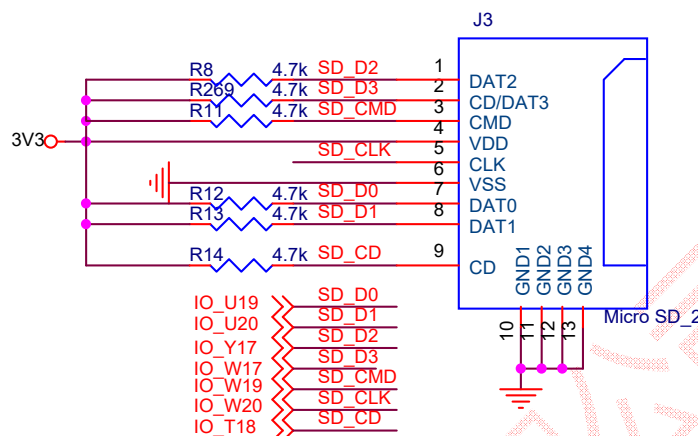 J3
R8 4.7k SD_D2 1 DAT2
R269 4.7k SD_D3 2 CD/DAT3
R11 4.7k SD_CMD 3 CMD
3V3 4 VDD
SD_CLK 5 CLK
6 VSS
R12 4.7k SD_D0 7 DAT0
R13 4.7k SD_D1 8 DAT1
R14 4.7k SD_CD 9 CD
GND1 GND2 GND3 GND4
10 11 12 13
Micro SD_2
IO_U19 SD_D0
IO_U20 SD_D1
IO_Y17 SD_D2
IO_W17 SD_D3
IO_W19 SD_CMD
IO_W20 SD_CLK
IO_T18 SD_CD